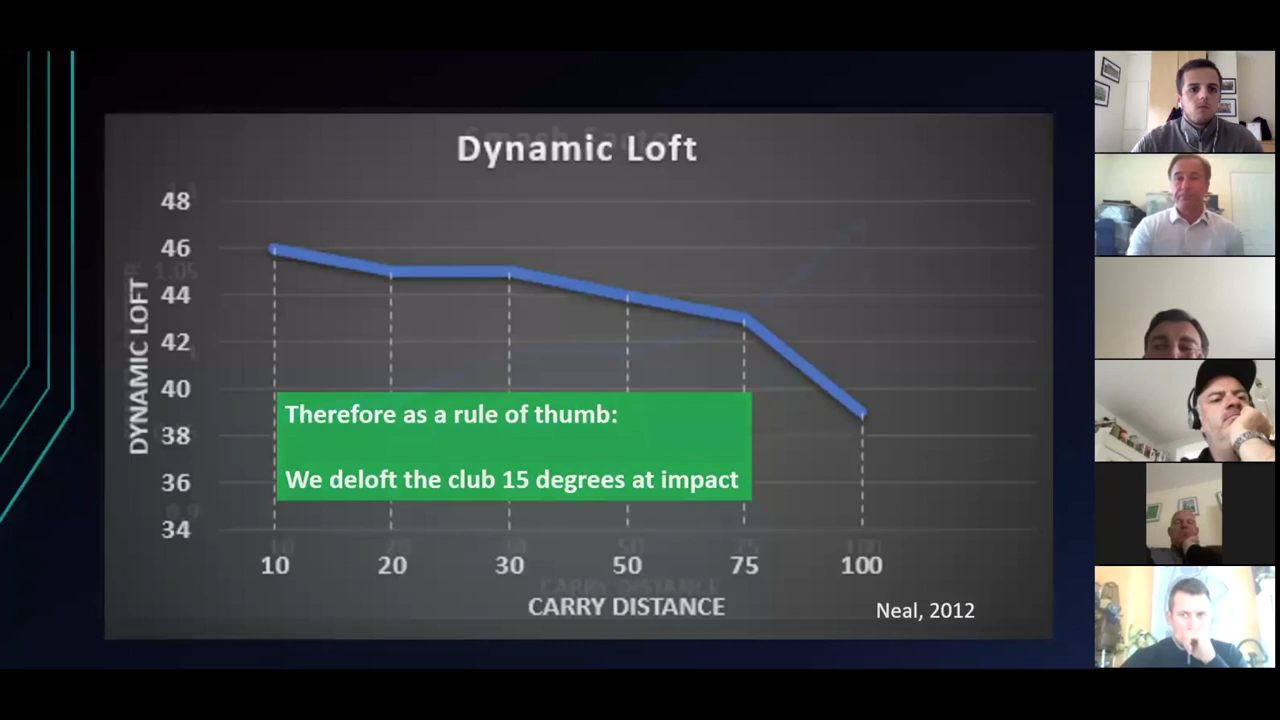 Dynamic Loft
48
46
44
42
40
38
36
34
DYNAMIC LOFT
Therefore as a rule of thumb:
We deloft the club 15 degrees at impact
10 20 30 50 75 100
CARRY DISTANCE
Neal, 2012